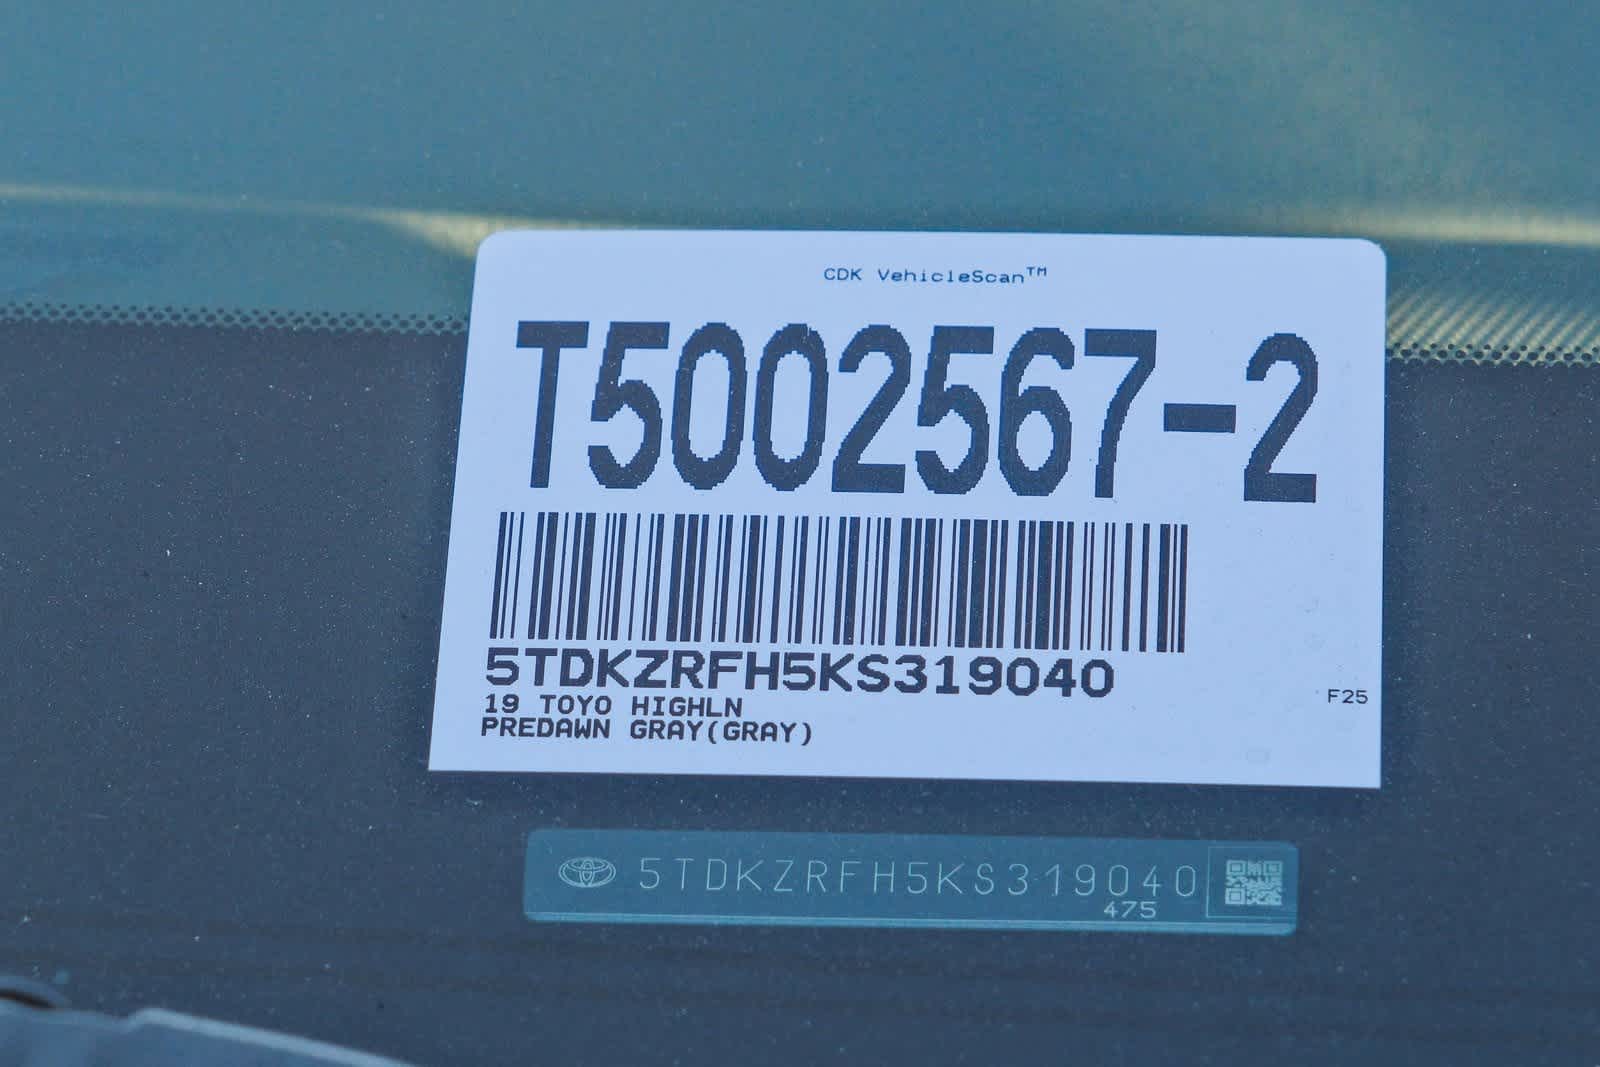 CDK VehicleScan™
T5002567-2
5TDKZRFH5KS319040
19 TOYO HIGHLN
F25
PREDAWN GRAY(GRAY)
5TDKZRFH5KS319040
475